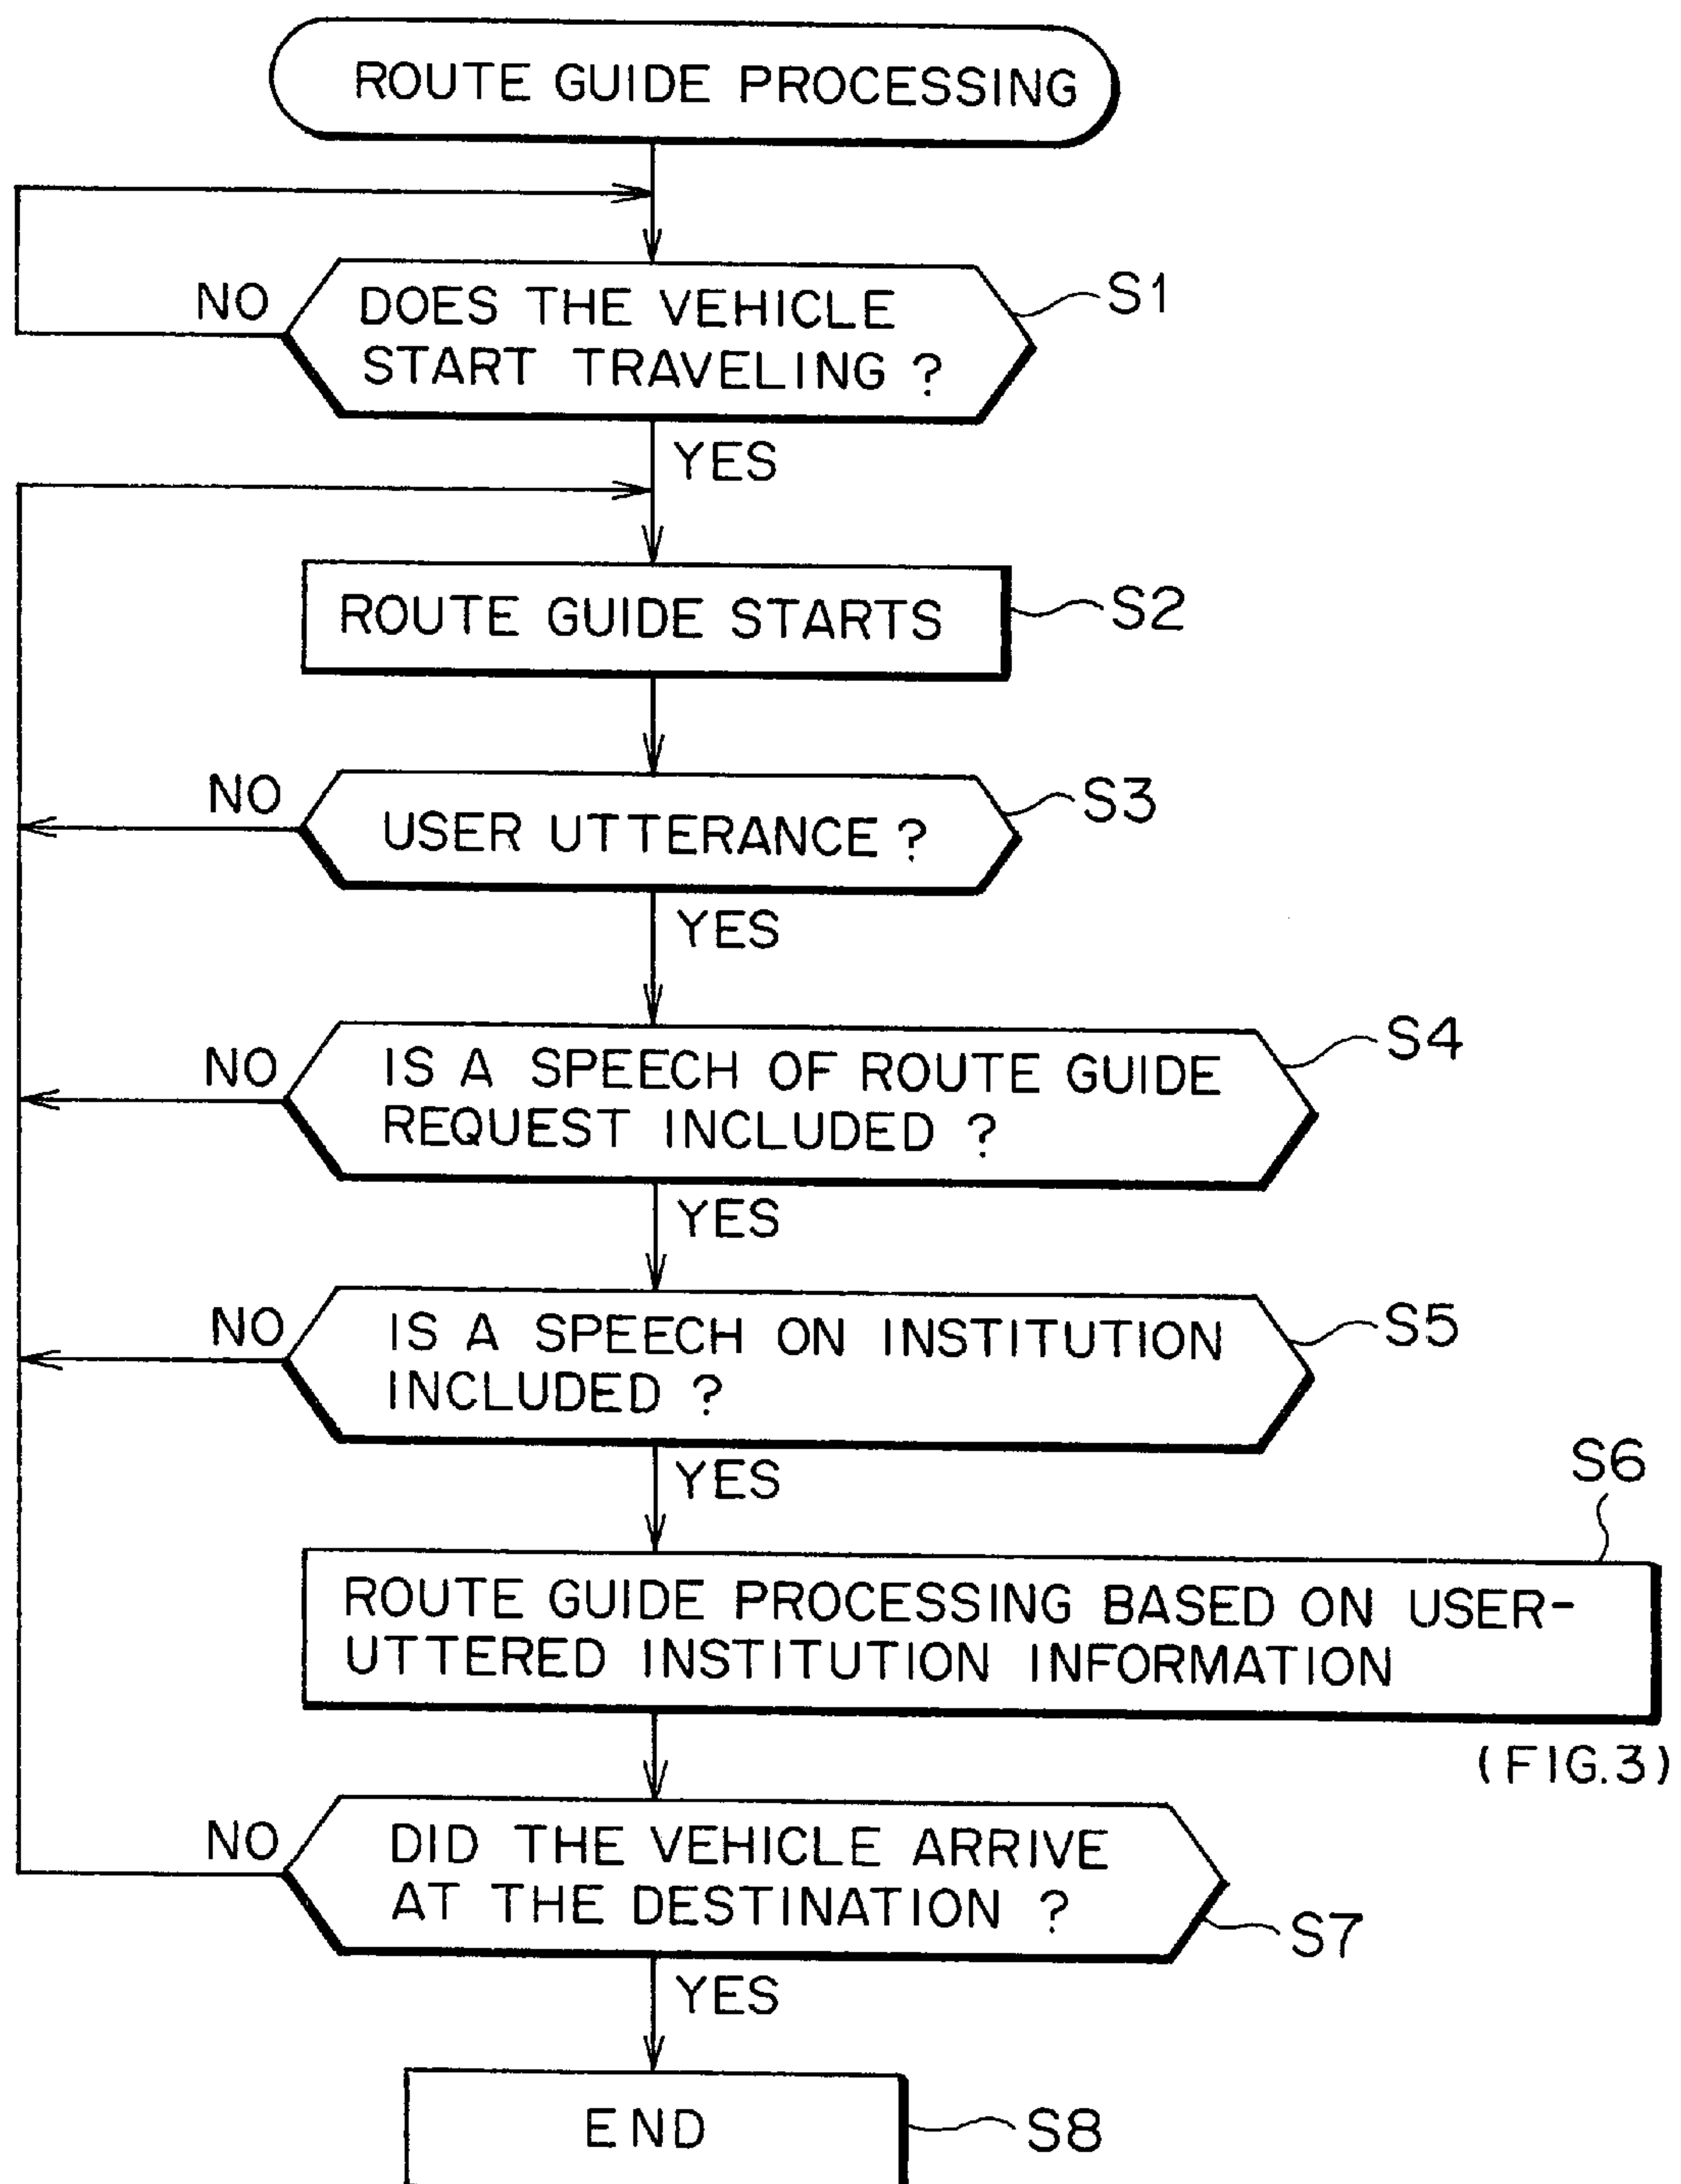 ROUTE GUIDE PROCESSING
NO
DOES THE VEHICLE
START TRAVELING ?
S1
YES
ROUTE GUIDE STARTS
S2
NO
USER UTTERANCE ?
S3
YES
NO
IS A SPEECH OF ROUTE GUIDE
REQUEST INCLUDED ?
S4
YES
NO
IS A SPEECH ON INSTITUTION
INCLUDED ?
S5
YES
S6
ROUTE GUIDE PROCESSING BASED ON USER-
UTTERED INSTITUTION INFORMATION
(FIG.3)
NO
DID THE VEHICLE ARRIVE
AT THE DESTINATION ?
S7
YES
END
S8